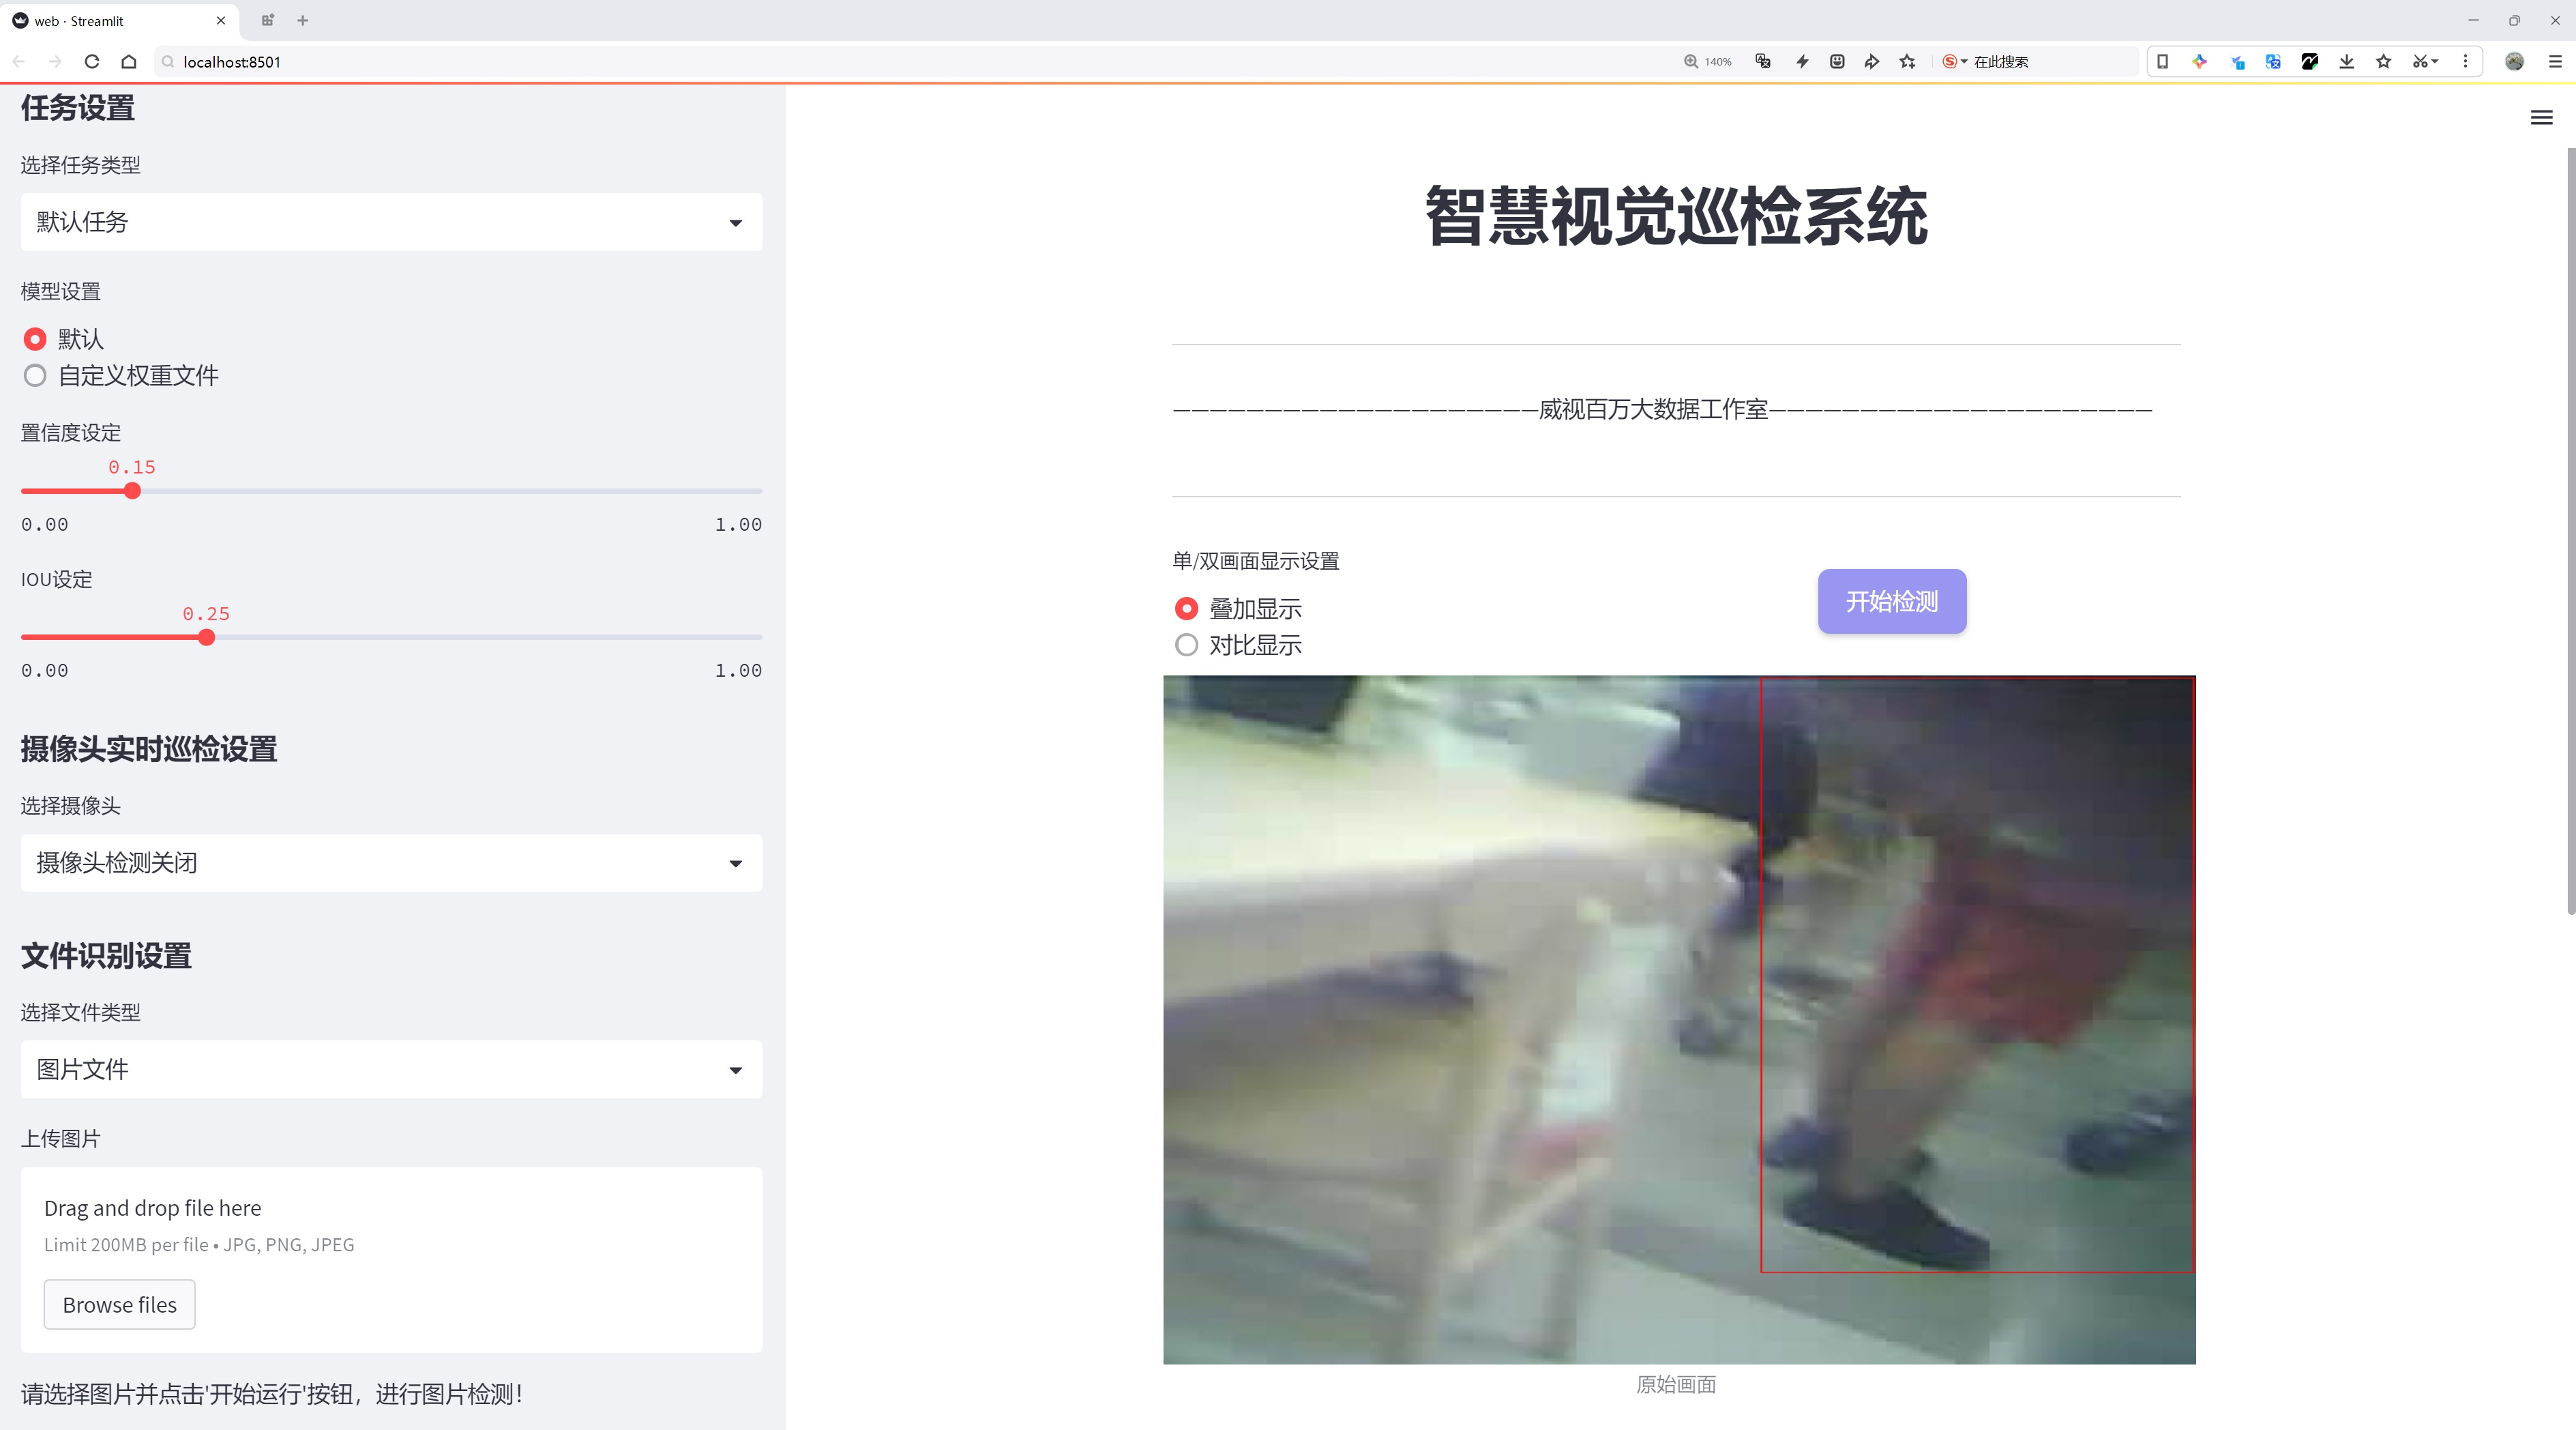 web · Streamlit
localhost:8501
140%
在此搜索
任务设置
选择任务类型
默认任务
模型设置
默认
自定义权重文件
置信度设定
0.15
0.00
1.00
IOU设定
0.25
0.00
1.00
摄像头实时巡检设置
选择摄像头
摄像头检测关闭
文件识别设置
选择文件类型
图片文件
上传图片
Drag and drop file here
Limit 200MB per file • JPG, PNG, JPEG
Browse files
请选择图片并点击'开始运行'按钮，进行图片检测！
智慧视觉巡检系统
————————————————————威视百万大数据工作室—————————————————————
单/双画面显示设置
叠加显示
对比显示
开始检测
原始画面